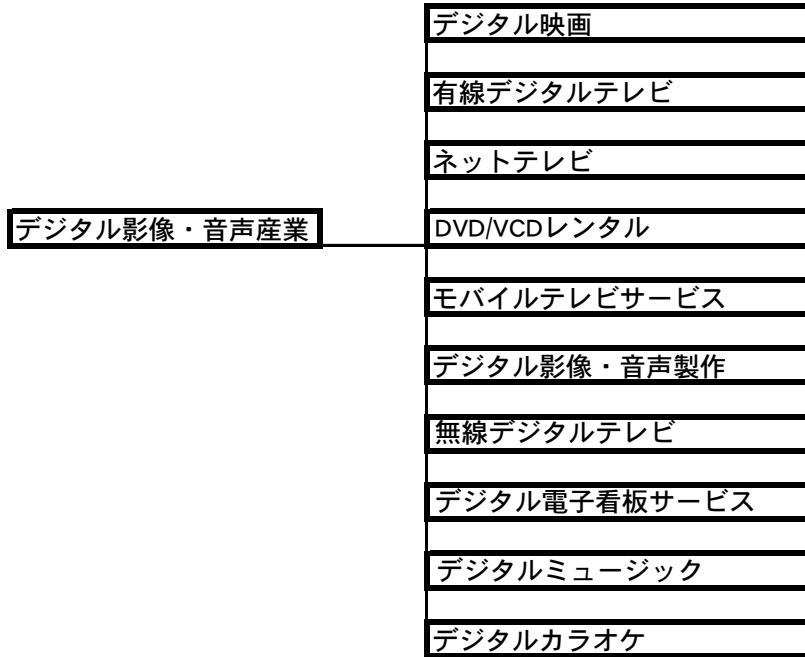 デジタル映画
有線デジタルテレビ
ネットテレビ
デジタル影像・音声産業
DVD/VCDレンタル
モバイルテレビサービス
デジタル影像・音声製作
無線デジタルテレビ
デジタル電子看板サービス
デジタルミュージック
デジタルカラオケ